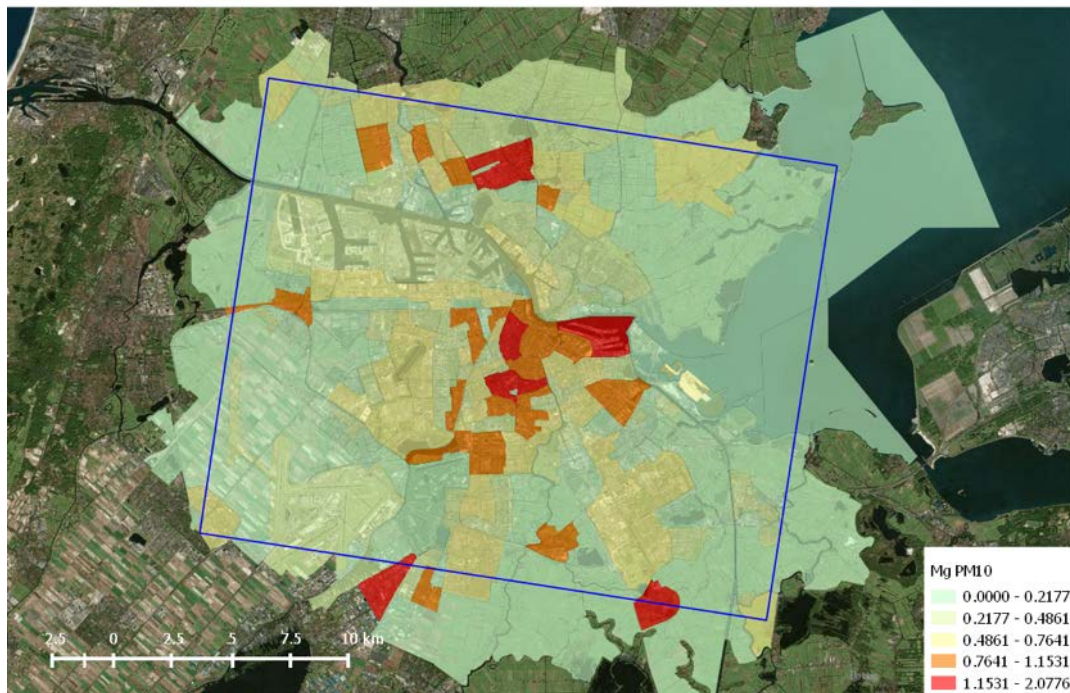 2.5 0 2.5 5 7.5 10 km
Mg PM10
0.0000 - 0.2177
0.2177 - 0.4861
0.4861 - 0.7641
0.7641 - 1.1531
1.1531 - 2.0776